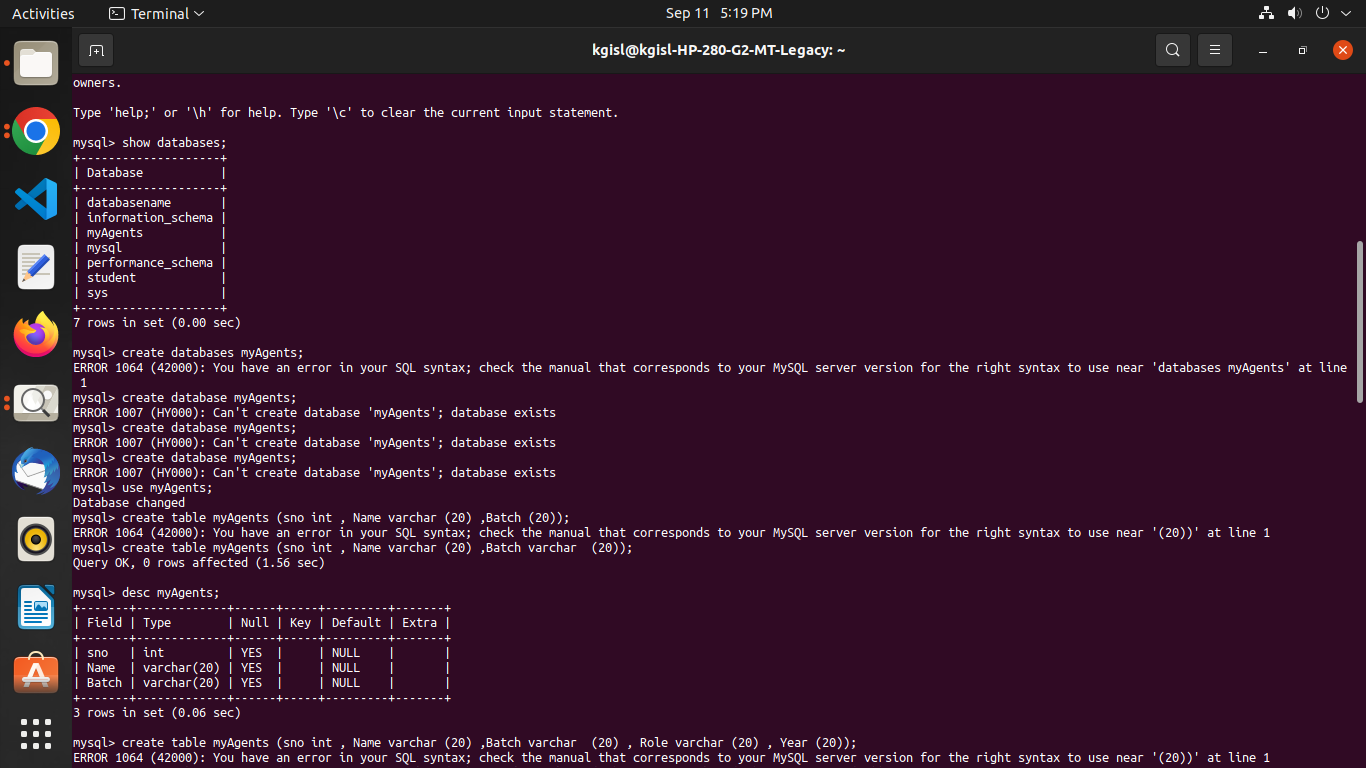 Activities
Terminal
Sep 11 5:19 PM
kgisl@kgisl-HP-280-G2-MT-Legacy: ~
owners.
Type 'help;' or '\h' for help. Type '\c' to clear the current input statement.
mysql> show databases;
+--------------------+
| Database           |
+--------------------+
| databasename       |
| information_schema |
| myAgents           |
| mysql              |
| performance_schema |
| student            |
| sys                |
+--------------------+
7 rows in set (0.00 sec)
mysql> create databases myAgents;
ERROR 1064 (42000): You have an error in your SQL syntax; check the manual that corresponds to your MySQL server version for the right syntax to use near 'databases myAgents' at line
 1
mysql> create database myAgents;
ERROR 1007 (HY000): Can't create database 'myAgents'; database exists
mysql> create database myAgents;
ERROR 1007 (HY000): Can't create database 'myAgents'; database exists
mysql> create database myAgents;
ERROR 1007 (HY000): Can't create database 'myAgents'; database exists
mysql> use myAgents;
Database changed
mysql> create table myAgents (sno int , Name varchar (20) ,Batch (20));
ERROR 1064 (42000): You have an error in your SQL syntax; check the manual that corresponds to your MySQL server version for the right syntax to use near '(20))' at line 1
mysql> create table myAgents (sno int , Name varchar (20) ,Batch varchar  (20));
Query OK, 0 rows affected (1.56 sec)
mysql> desc myAgents;
+-------+-------------+------+-----+---------+-------+
| Field | Type        | Null | Key | Default | Extra |
+-------+-------------+------+-----+---------+-------+
| sno   | int         | YES  |     | NULL    |       |
| Name  | varchar(20) | YES  |     | NULL    |       |
| Batch | varchar(20) | YES  |     | NULL    |       |
+-------+-------------+------+-----+---------+-------+
3 rows in set (0.06 sec)
mysql> create table myAgents (sno int , Name varchar (20) ,Batch varchar  (20) , Role varchar (20) , Year (20));
ERROR 1064 (42000): You have an error in your SQL syntax; check the manual that corresponds to your MySQL server version for the right syntax to use near '(20))' at line 1